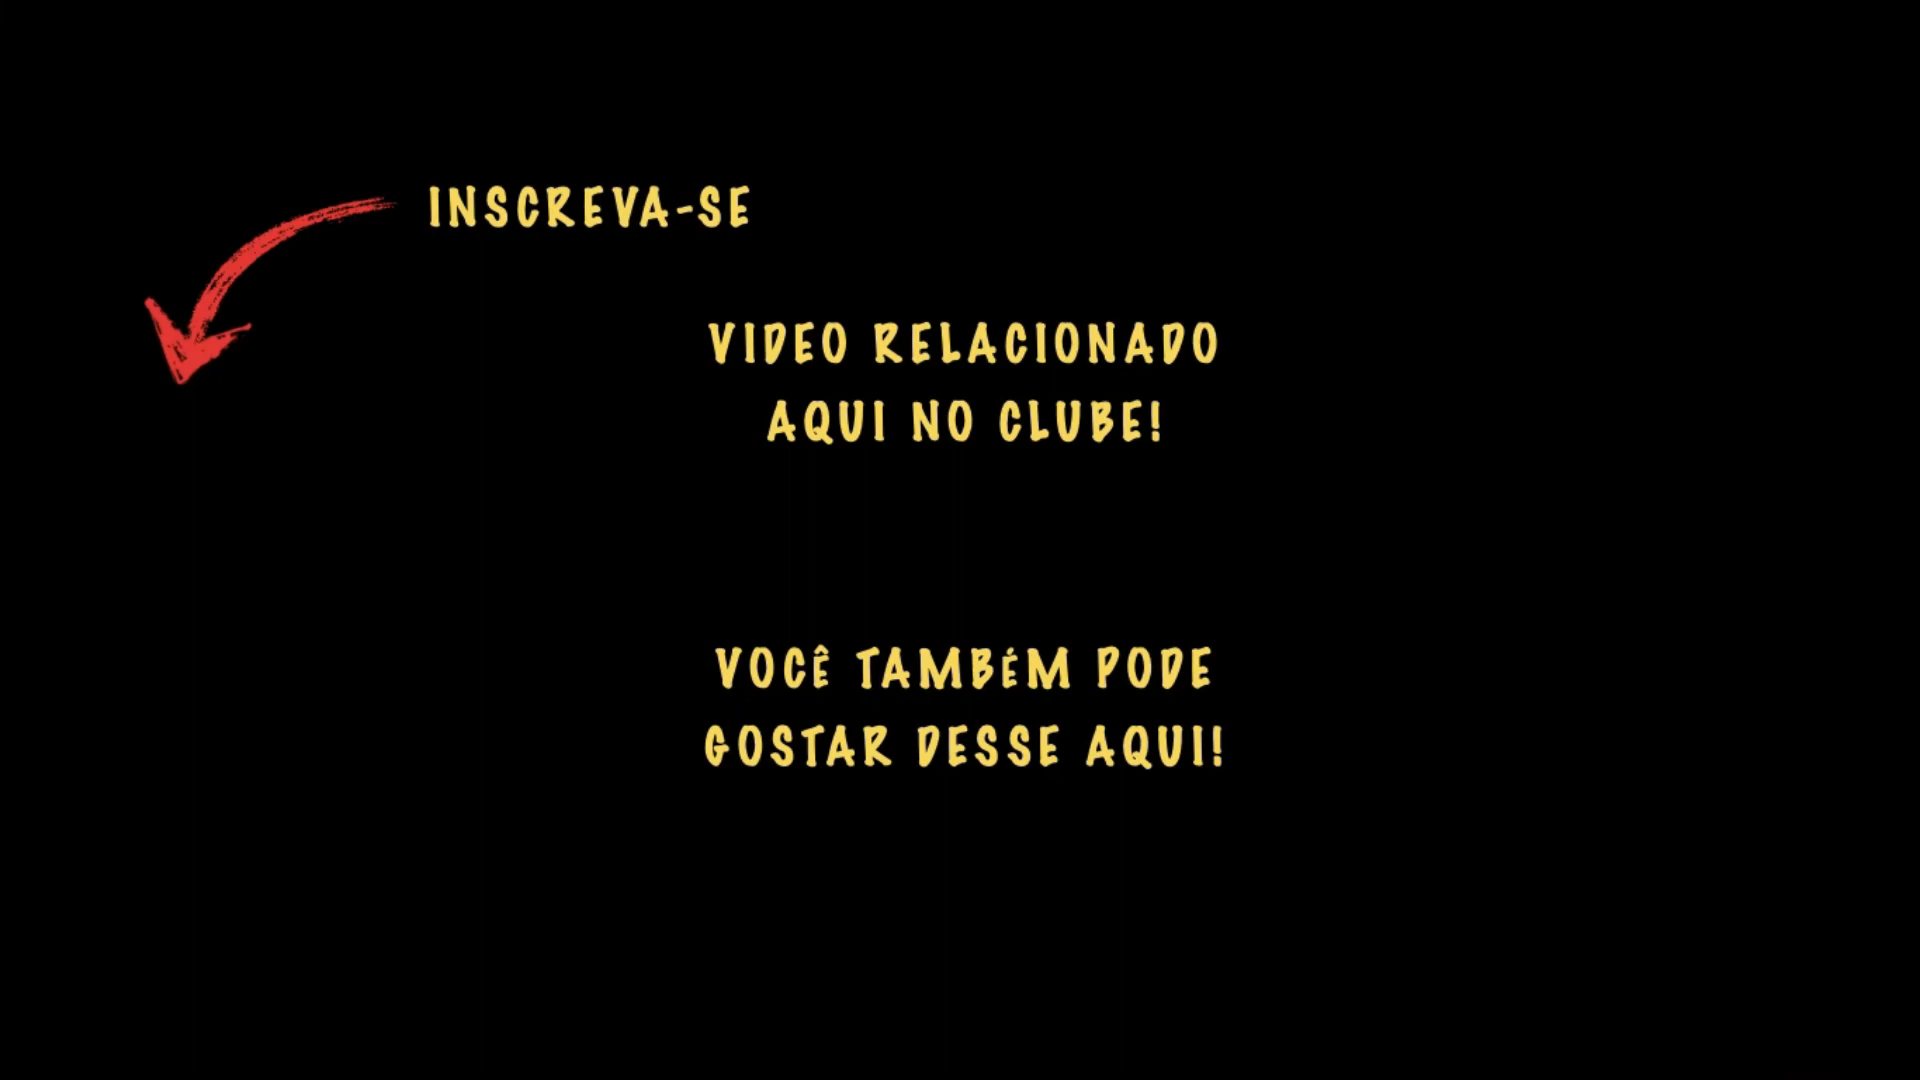 INSCREVA-SE
VIDEO RELACIONADO
AQUI NO CLUBE!
VOCÊ TAMBÉM PODE
GOSTAR DESSE AQUI!